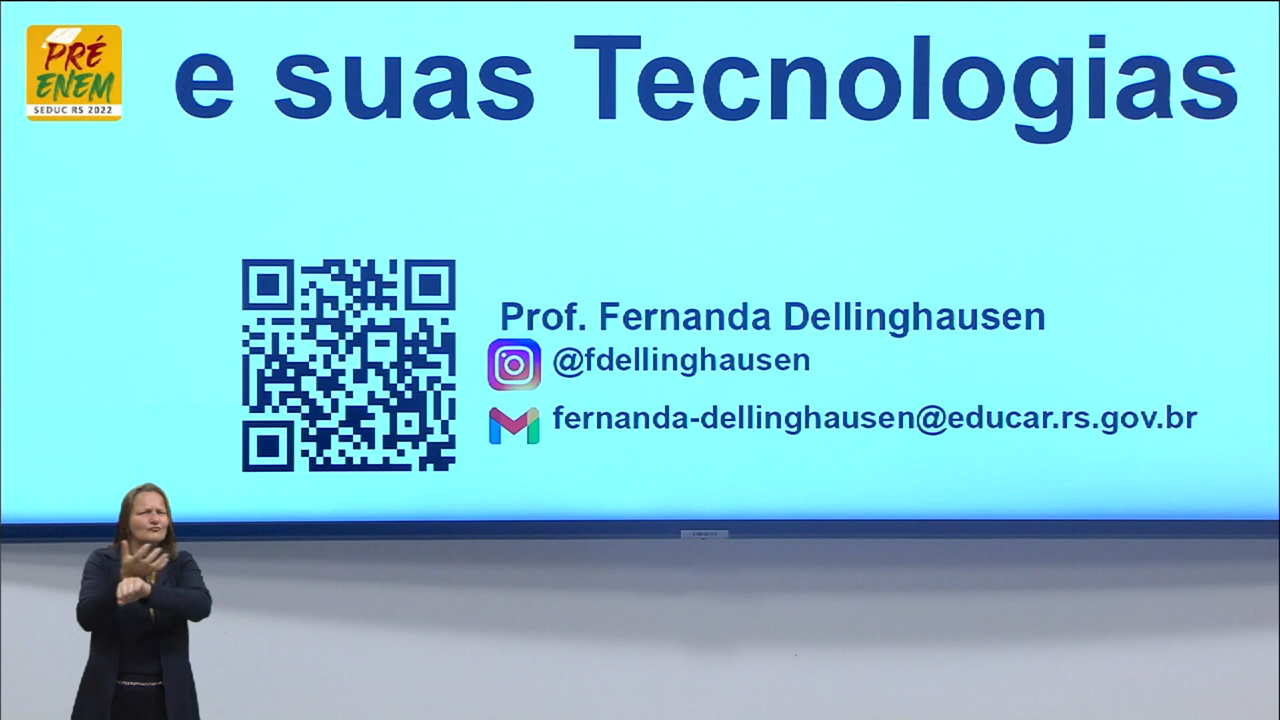 PRÉ
ENEM
SEDUC RS 2022
e suas Tecnologias
Prof. Fernanda Dellinghausen
@fdellinghausen
fernanda-dellinghausen@educar.rs.gov.br